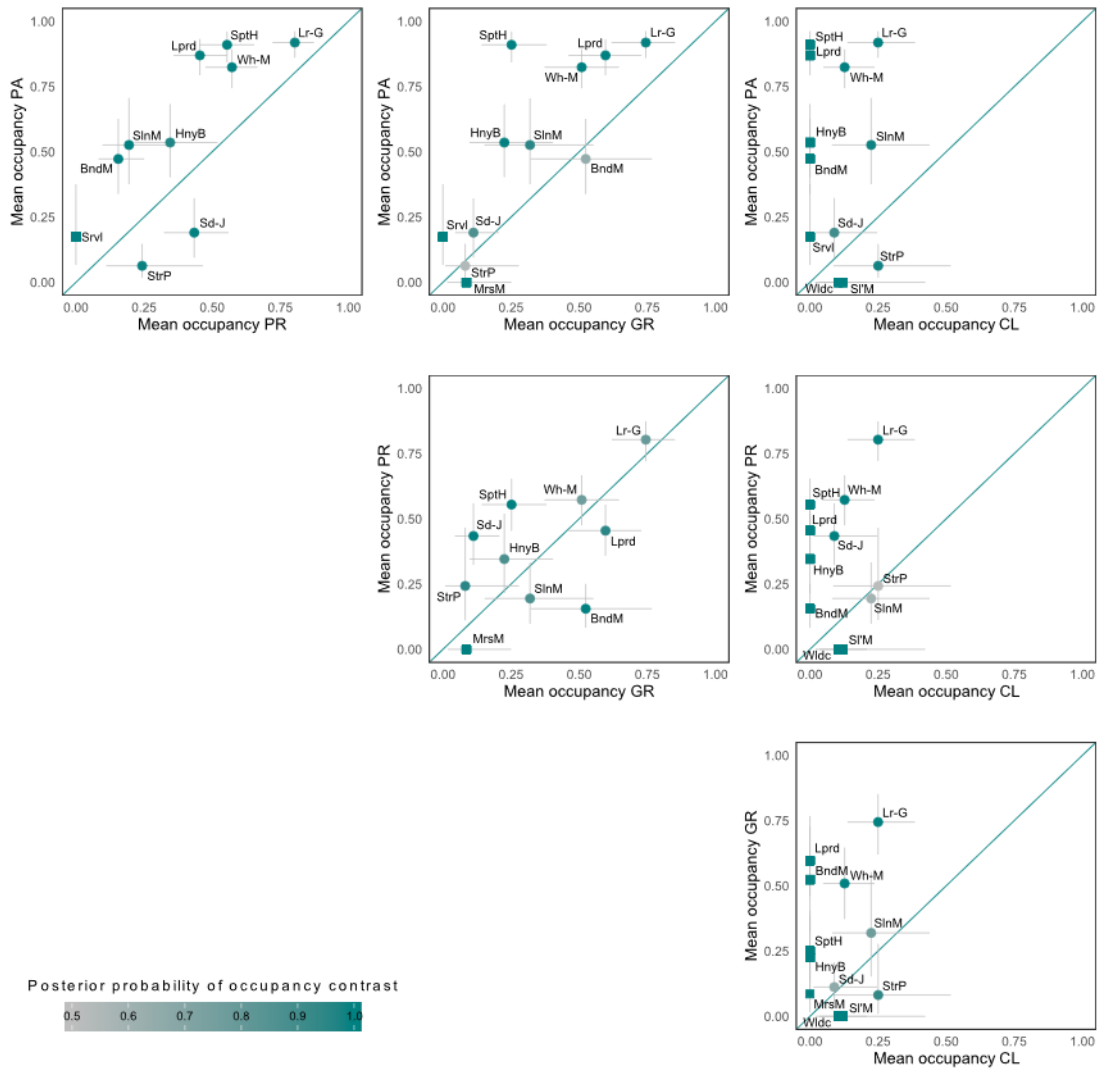 1.00
0.75
0.50
0.25
0.00
Mean occupancy PA
SptH
Lr-G
Lprd
Wh-M
SlnM
HnyB
BndM
Sd-J
Srvl
StrP
0.00 0.25 0.50 0.75 1.00
Mean occupancy PR
1.00
0.75
0.50
0.25
0.00
Mean occupancy PA
SptH
Lr-G
Lprd
Wh-M
HnyB
SlnM
BndM
Srvl
Sd-J
StrP
MrsM
0.00 0.25 0.50 0.75 1.00
Mean occupancy GR
1.00
0.75
0.50
0.25
0.00
Mean occupancy PA
SptH
Lr-G
Lprd
Wh-M
HnyB
SlnM
BndM
Sd-J
Srvl
StrP
Wldc
Sl'M
0.00 0.25 0.50 0.75 1.00
Mean occupancy CL
1.00
0.75
0.50
0.25
0.00
Mean occupancy PR
Lr-G
SptH
Wh-M
Sd-J
Lprd
HnyB
StrP
SlnM
BndM
MrsM
0.00 0.25 0.50 0.75 1.00
Mean occupancy GR
1.00
0.75
0.50
0.25
0.00
Mean occupancy PR
Lr-G
SptH
Wh-M
Lprd
Sd-J
HnyB
StrP
SlnM
BndM
Sl'M
Wldc
0.00 0.25 0.50 0.75 1.00
Mean occupancy CL
1.00
0.75
0.50
0.25
0.00
Mean occupancy GR
Lr-G
Lprd
BndM
Wh-M
SlnM
SptH
HnyB
Sd-J
StrP
MrsM
Sl'M
Wldc
0.00 0.25 0.50 0.75 1.00
Mean occupancy CL
Posterior probability of occupancy contrast
0.5 0.6 0.7 0.8 0.9 1.0